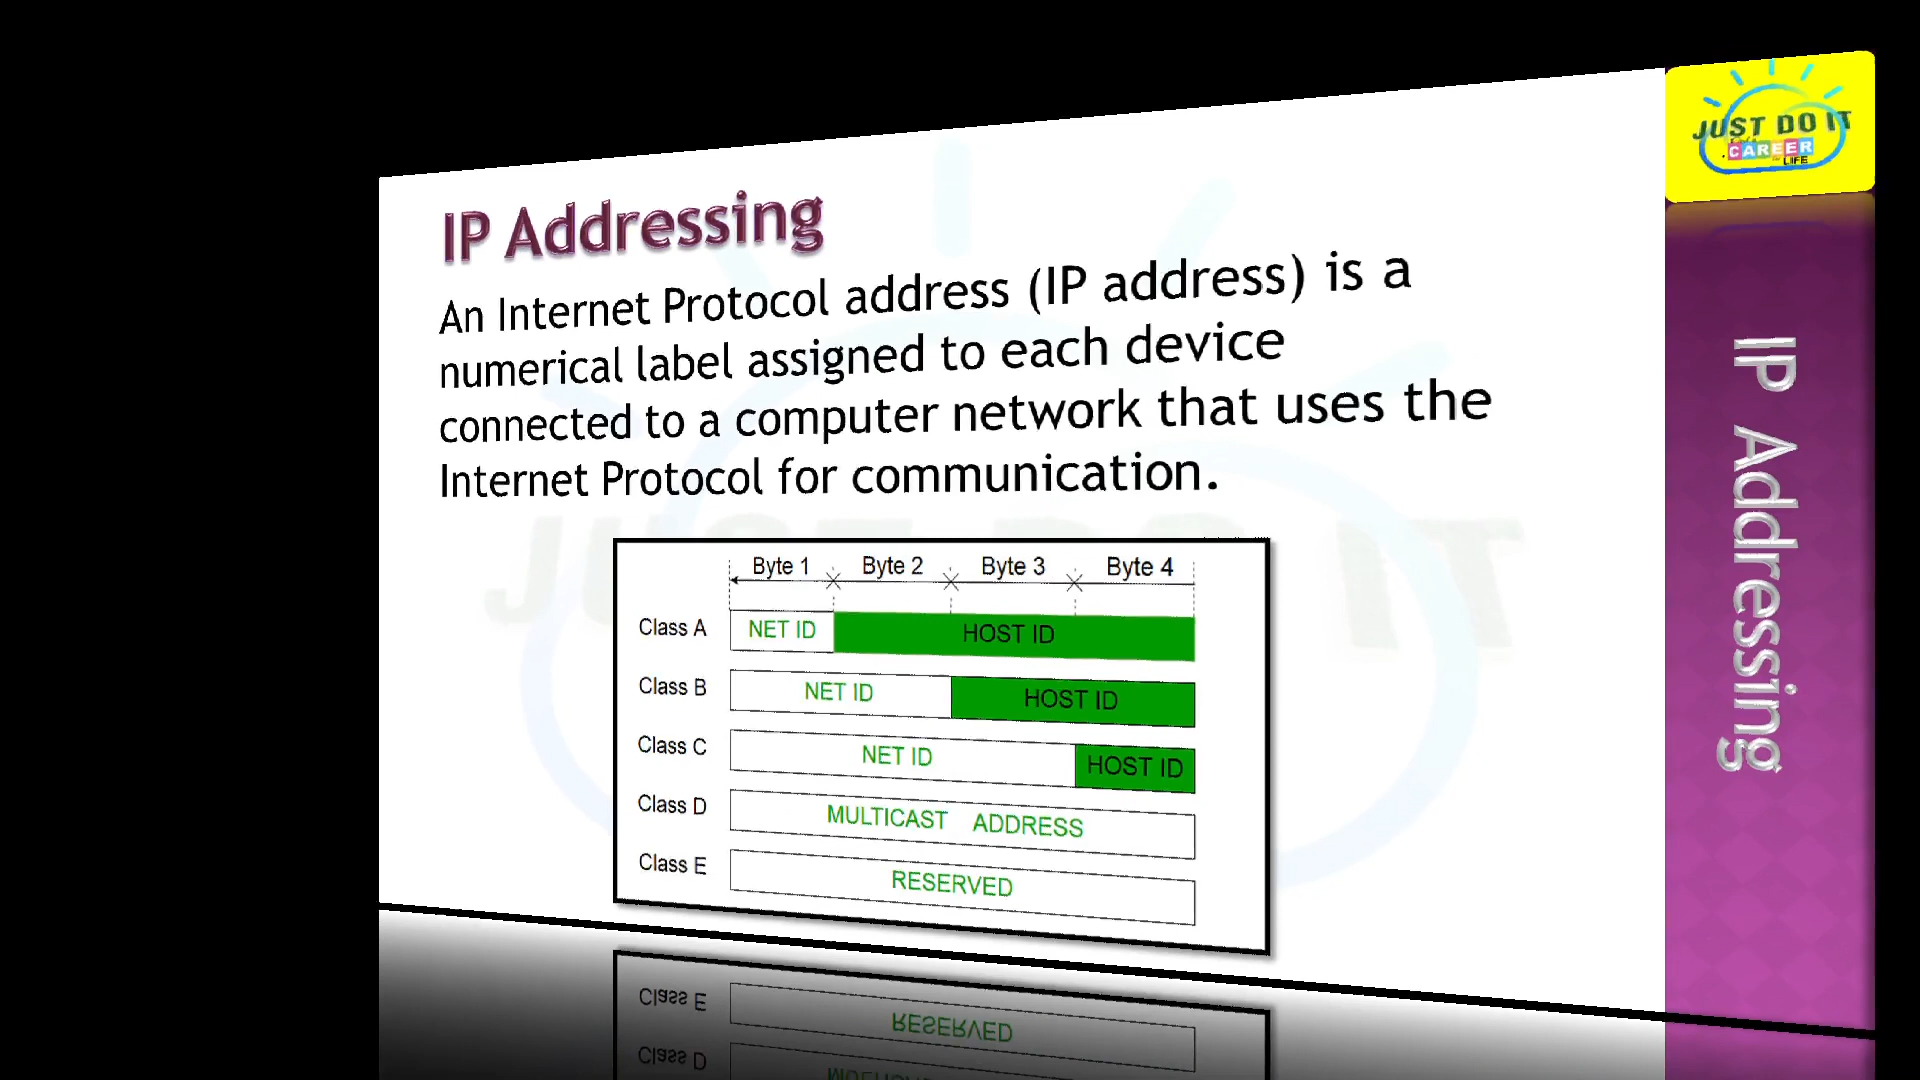 IP Addressing
An Internet Protocol address (IP address) is a
numerical label assigned to each device
connected to a computer network that uses the
Internet Protocol for communication.
Byte 1 Byte 2 Byte 3 Byte 4
Class A NET ID HOST ID
Class B NET ID HOST ID
Class C NET ID HOST ID
Class D MULTICAST ADDRESS
Class E RESERVED
JUST DO IT
CAREER
LIFE
IP Addressing
JUST DO IT
Class E RESERVED
Class D